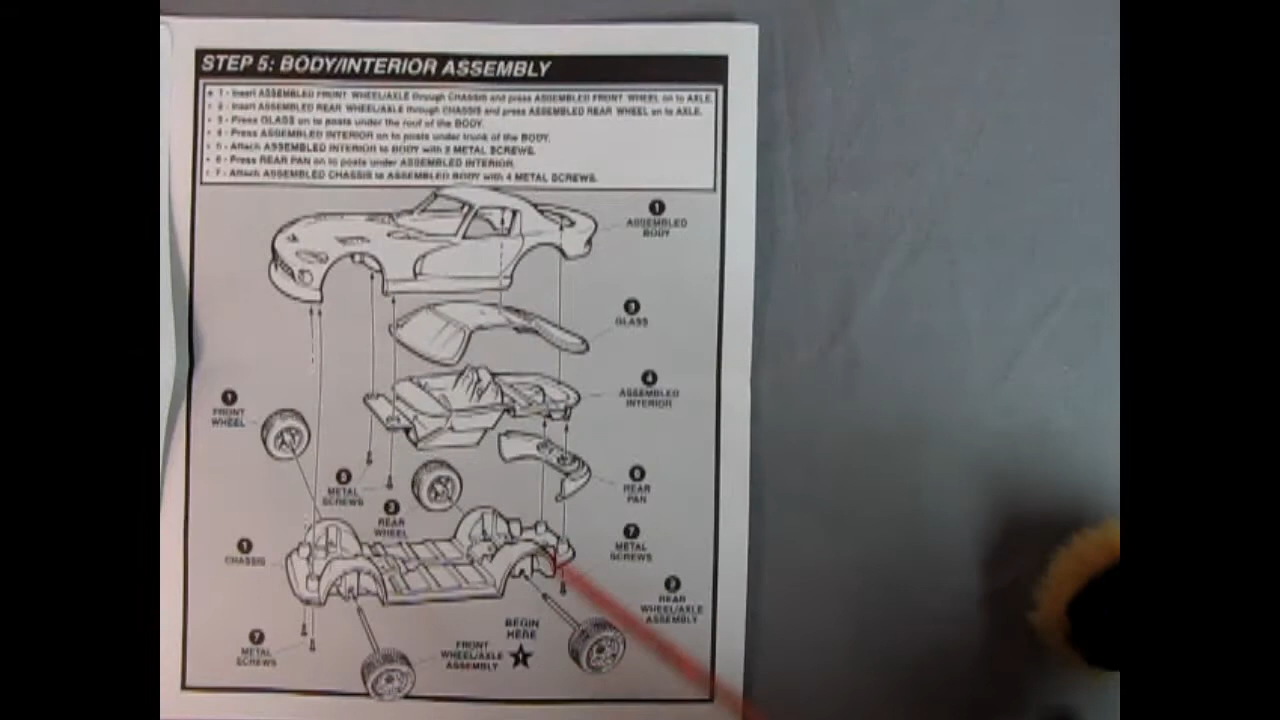 STEP 5: BODY/INTERIOR ASSEMBLY
• 1 - Insert ASSEMBLED FRONT WHEEL/AXLE through CHASSIS and press ASSEMBLED FRONT WHEEL on to AXLE.
• 2 - Insert ASSEMBLED REAR WHEEL/AXLE through CHASSIS and press ASSEMBLED REAR WHEEL on to AXLE.
• 3 - Press GLASS on to posts under the roof of the BODY.
• 4 - Press ASSEMBLED INTERIOR on to posts under trunk of the BODY.
• 5 - Attach ASSEMBLED INTERIOR to BODY with 2 METAL SCREWS.
• 6 - Press REAR PAN on to posts under ASSEMBLED INTERIOR.
• 7 - Attach ASSEMBLED CHASSIS to ASSEMBLED BODY with 4 METAL SCREWS.
1
ASSEMBLED
BODY
3
GLASS
4
ASSEMBLED
INTERIOR
1
FRONT
WHEEL
5
METAL
SCREWS
6
REAR
PAN
2
REAR
WHEEL
1
CHASSIS
7
METAL
SCREWS
2
REAR
WHEEL/AXLE
ASSEMBLY
7
METAL
SCREWS
FRONT
WHEEL/AXLE
ASSEMBLY
BEGIN
HERE
1